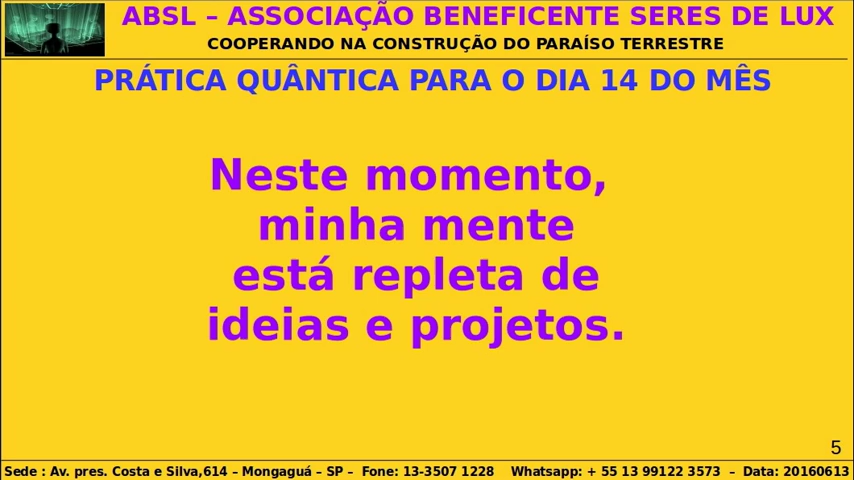 ABSL – ASSOCIAÇÃO BENEFICENTE SERES DE LUX
COOPERANDO NA CONSTRUÇÃO DO PARAÍSO TERRESTRE
PRÁTICA QUÂNTICA PARA O DIA 14 DO MÊS
Neste momento,
minha mente
está repleta de
ideias e projetos.
5
Sede : Av. pres. Costa e Silva,614 – Mongaguá – SP – Fone: 13-3507 1228 Whatsapp: + 55 13 99122 3573 – Data: 20160613